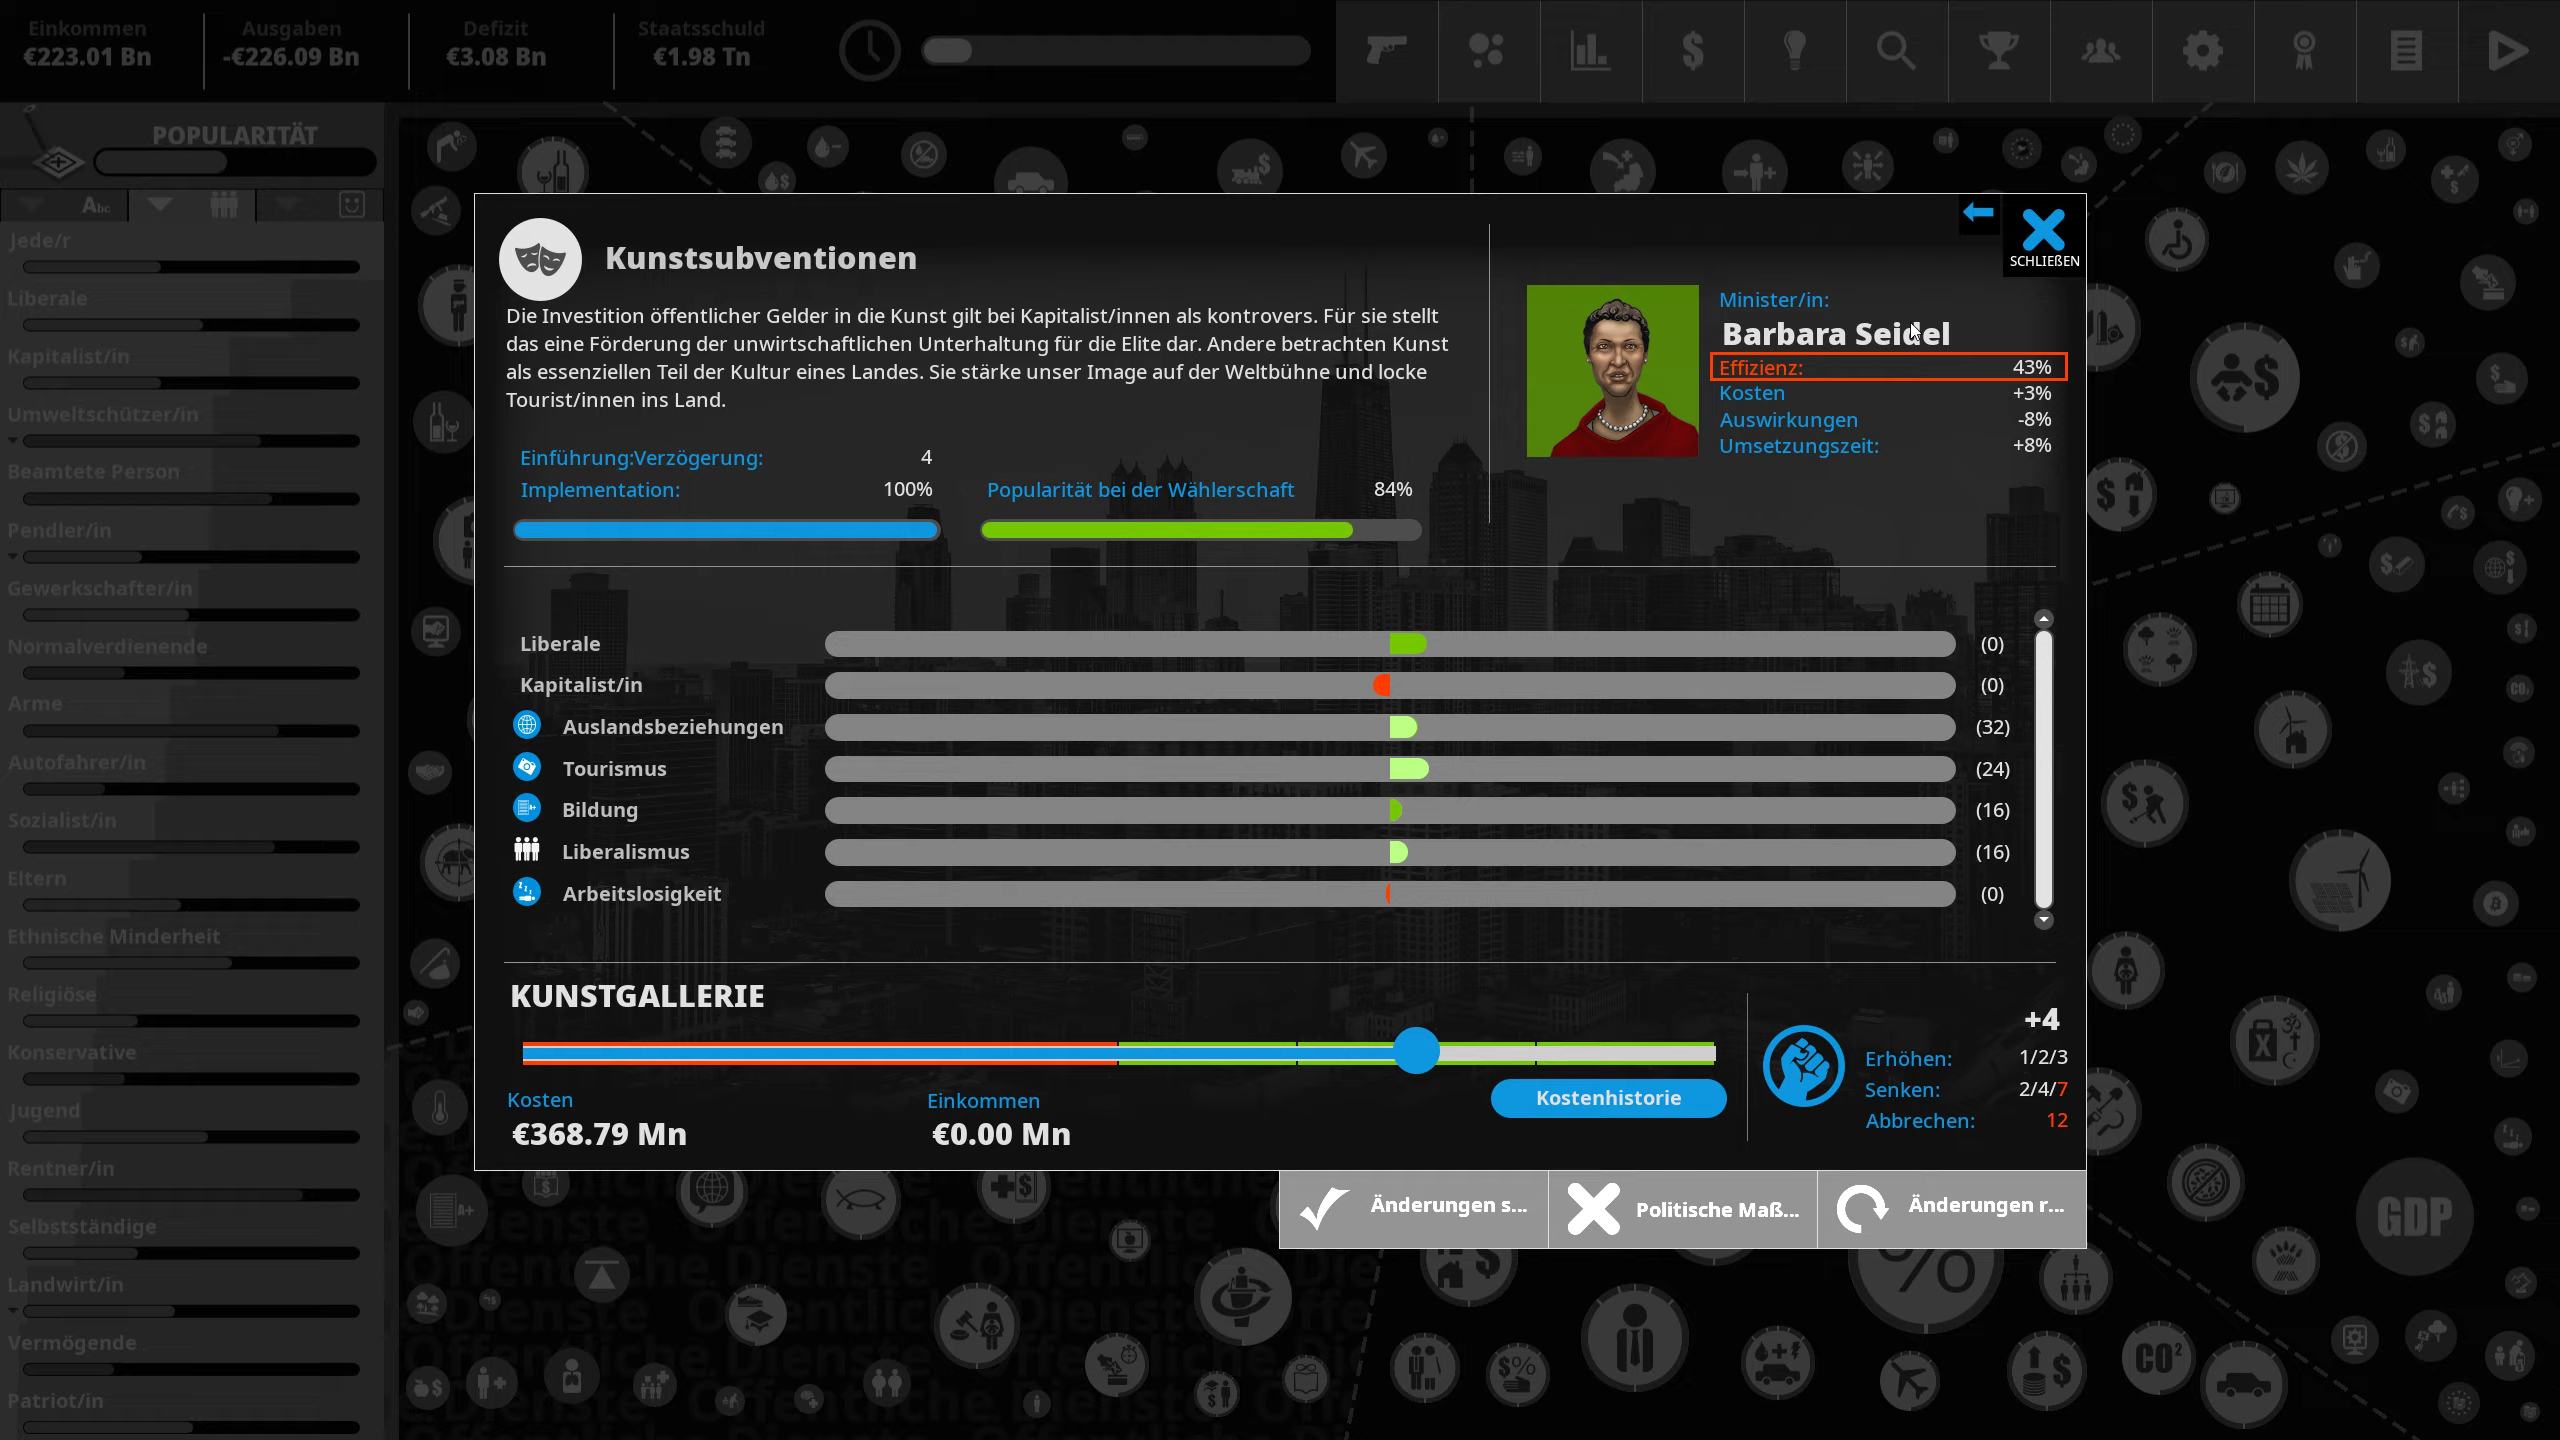 Einkommen
€223.01 Bn
Ausgaben
-€226.09 Bn
Defizit
€3.08 Bn
Staatsschuld
€1.98 Tn
POPULARITÄT
Abc
Jede/r
Liberale
Kapitalist/in
Umweltschützer/in
Beamtete Person
Pendler/in
Gewerkschafter/in
Normalverdienende
Arme
Autofahrer/in
Sozialist/in
Eltern
Ethnische Minderheit
Religiöse
Konservative
Jugend
Rentner/in
Selbstständige
Landwirt/in
Vermögende
Patriot/in
Kunstsubventionen
Die Investition öffentlicher Gelder in die Kunst gilt bei Kapitalist/innen als kontrovers. Für sie stellt
das eine Förderung der unwirtschaftlichen Unterhaltung für die Elite dar. Andere betrachten Kunst
als essenziellen Teil der Kultur eines Landes. Sie stärke unser Image auf der Weltbühne und locke
Tourist/innen ins Land.
Einführung:Verzögerung: 4
Implementation: 100%
Popularität bei der Wählerschaft 84%
SCHLIEßEN
Minister/in:
Barbara Seidel
Effizienz: 43%
Kosten +3%
Auswirkungen -8%
Umsetzungszeit: +8%
Liberale (0)
Kapitalist/in (0)
Auslandsbeziehungen (32)
Tourismus (24)
Bildung (16)
Liberalismus (16)
Arbeitslosigkeit (0)
KUNSTGALLERIE
Kosten
€368.79 Mn
Einkommen
€0.00 Mn
Kostenhistorie
+4
Erhöhen: 1/2/3
Senken: 2/4/7
Abbrechen: 12
Änderungen s...
Politische Maß...
Änderungen r...
GDP
CO²